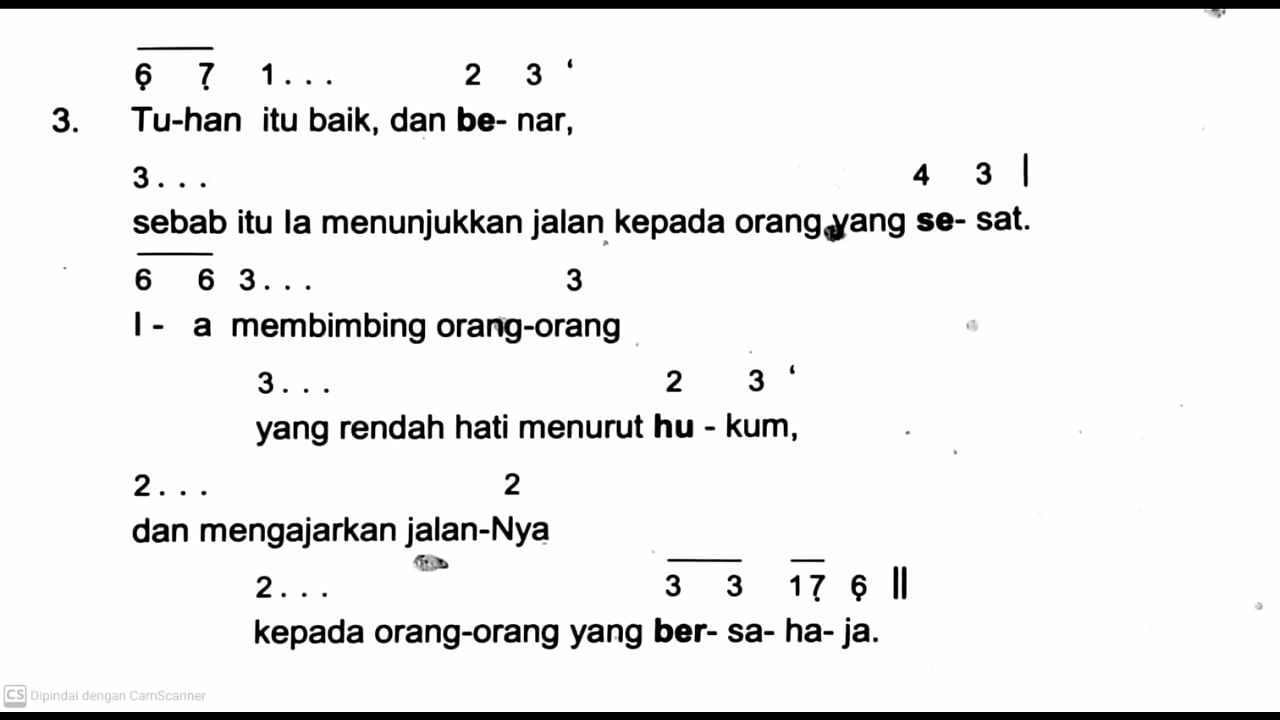 6̣ 7̣ 1 . . . 2 3 ‘
3. Tu-han itu baik, dan be- nar,
3 . . . 4 3 |
sebab itu Ia menunjukkan jalan kepada orang yang se- sat.
6 6 3 . . . 3
I - a membimbing orang-orang
3 . . . 2 3 ‘
yang rendah hati menurut hu - kum,
2 . . . 2
dan mengajarkan jalan-Nya
2 . . . 3 3 17̣ 6̣ ||
kepada orang-orang yang ber- sa- ha- ja.
CS Dipindai dengan CamScanner